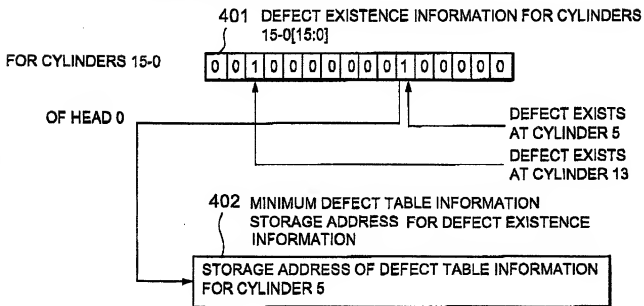 401 DEFECT EXISTENCE INFORMATION FOR CYLINDERS
15-0[15:0]
FOR CYLINDERS 15-0
0 0 1 0 0 0 0 0 0 0 1 0 0 0 0 0
OF HEAD 0
DEFECT EXISTS
AT CYLINDER 5
DEFECT EXISTS
AT CYLINDER 13
402 MINIMUM DEFECT TABLE INFORMATION
STORAGE ADDRESS FOR DEFECT EXISTENCE
INFORMATION
STORAGE ADDRESS OF DEFECT TABLE INFORMATION
FOR CYLINDER 5